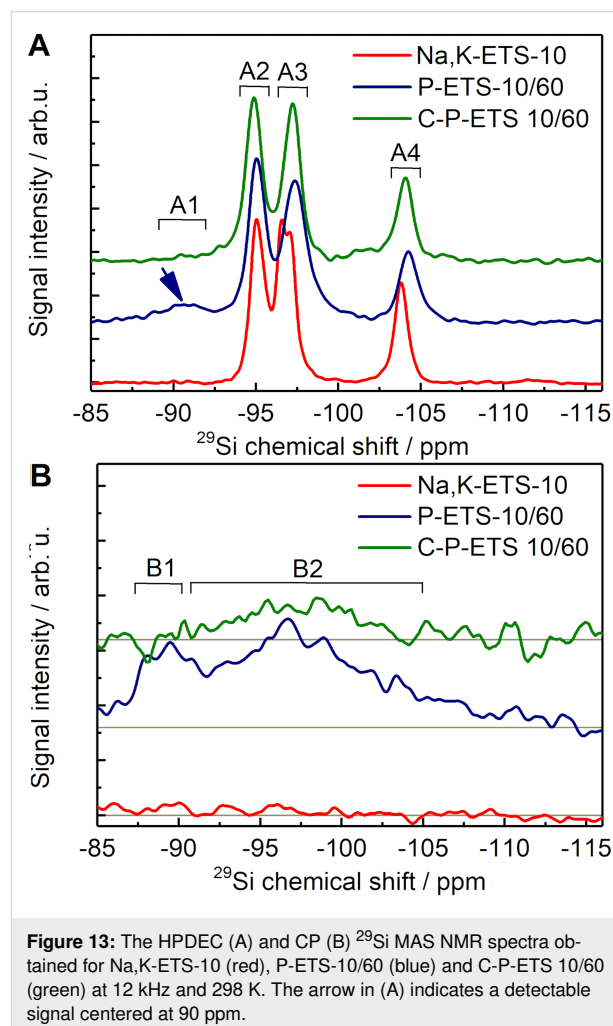 A
A1
A2
A3
A4
Na,K-ETS-10
P-ETS-10/60
C-P-ETS 10/60
Signal intensity / arb.u.
-85 -90 -95 -100 -105 -110 -115
29Si chemical shift / ppm
B
B1
B2
Na,K-ETS-10
P-ETS-10/60
C-P-ETS 10/60
Signal intensity / arb.u.
-85 -90 -95 -100 -105 -110 -115
29Si chemical shift / ppm
Figure 13: The HPDEC (A) and CP (B) 29Si MAS NMR spectra ob-
tained for Na,K-ETS-10 (red), P-ETS-10/60 (blue) and C-P-ETS 10/60
(green) at 12 kHz and 298 K. The arrow in (A) indicates a detectable
signal centered at 90 ppm.